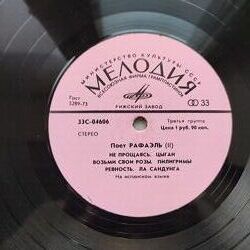 МИНИСТЕРСТВО КУЛЬТУРЫ СССР
МЕЛОДИЯ
ВСЕСОЮЗНАЯ ФИРМА ГРАМПЛАСТИНОК
РИЖСКИЙ ЗАВОД
Гост
5289-73
33
33С-04606
СТЕРЕО
Третья группа
Цена 1 руб. 90 коп.
Поет РАФАЭЛЬ (II)
НЕ ПРОЩАЯСЬ. ЦЫГАН
ВОЗЬМИ СВОИ РОЗЫ. ПИЛИГРИМЫ
РЕВНОСТЬ. ЛА САНДУНГА
На испанском языке